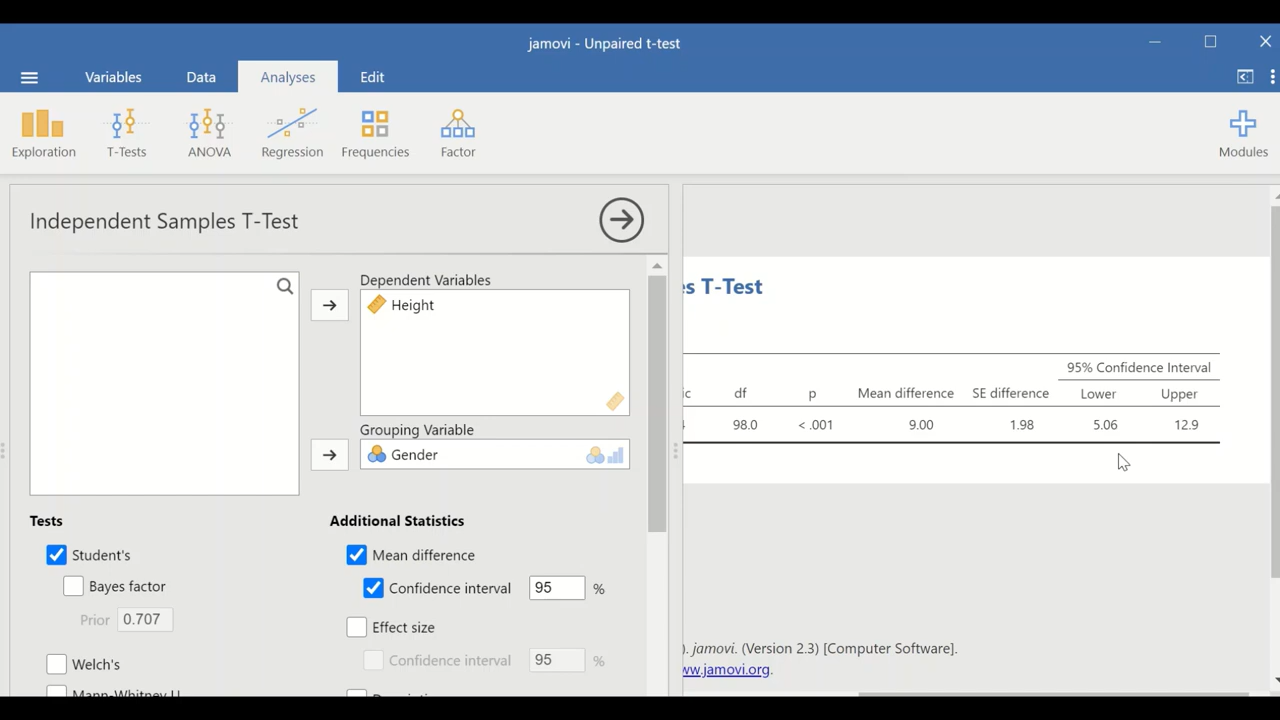 jamovi - Unpaired t-test
Variables Data Analyses Edit
Exploration T-Tests ANOVA Regression Frequencies Factor Modules
Independent Samples T-Test
Dependent Variables
Height
Grouping Variable
Gender
Tests
Student's
Bayes factor
Prior 0.707
Welch's
Mann-Whitney U
Additional Statistics
Mean difference
Confidence interval 95 %
Effect size
Confidence interval 95 %
es T-Test
95% Confidence Interval
ic df p Mean difference SE difference Lower Upper
98.0 < .001 9.00 1.98 5.06 12.9
). jamovi. (Version 2.3) [Computer Software].
ww.jamovi.org.